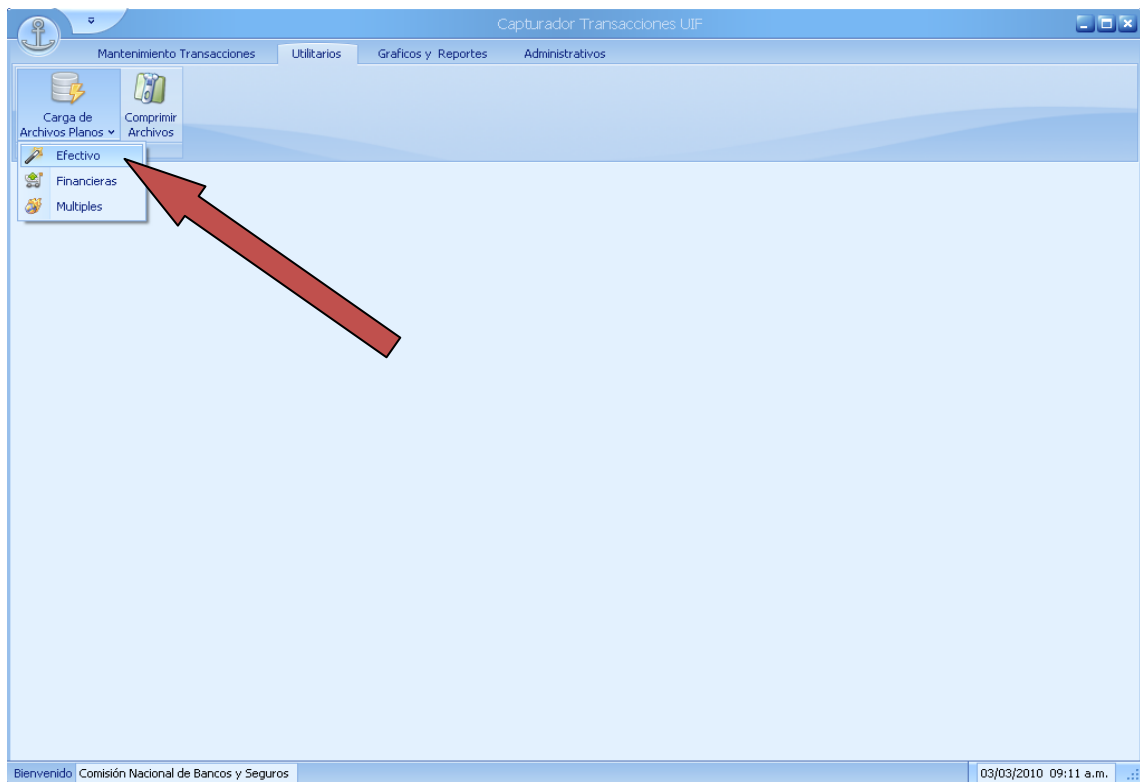 Capturador Transacciones UIF
Mantenimiento Transacciones Utilitarios Graficos y Reportes Administrativos
Carga de
Archivos Planos
Comprimir
Archivos
Efectivo
Financieras
Multiples
Bienvenido Comisión Nacional de Bancos y Seguros 03/03/2010 09:11 a.m.